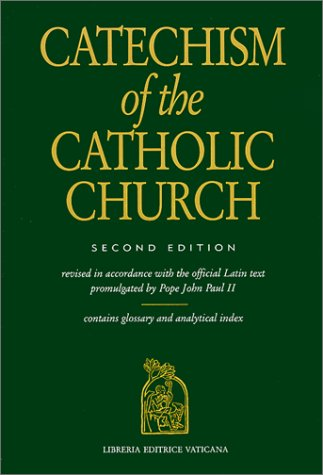 CATECHISM
of the
CATHOLIC
CHURCH
SECOND EDITION
revised in accordance with the official Latin text
promulgated by Pope John Paul II
contains glossary and analytical index
LIBRERIA EDITRICE VATICANA